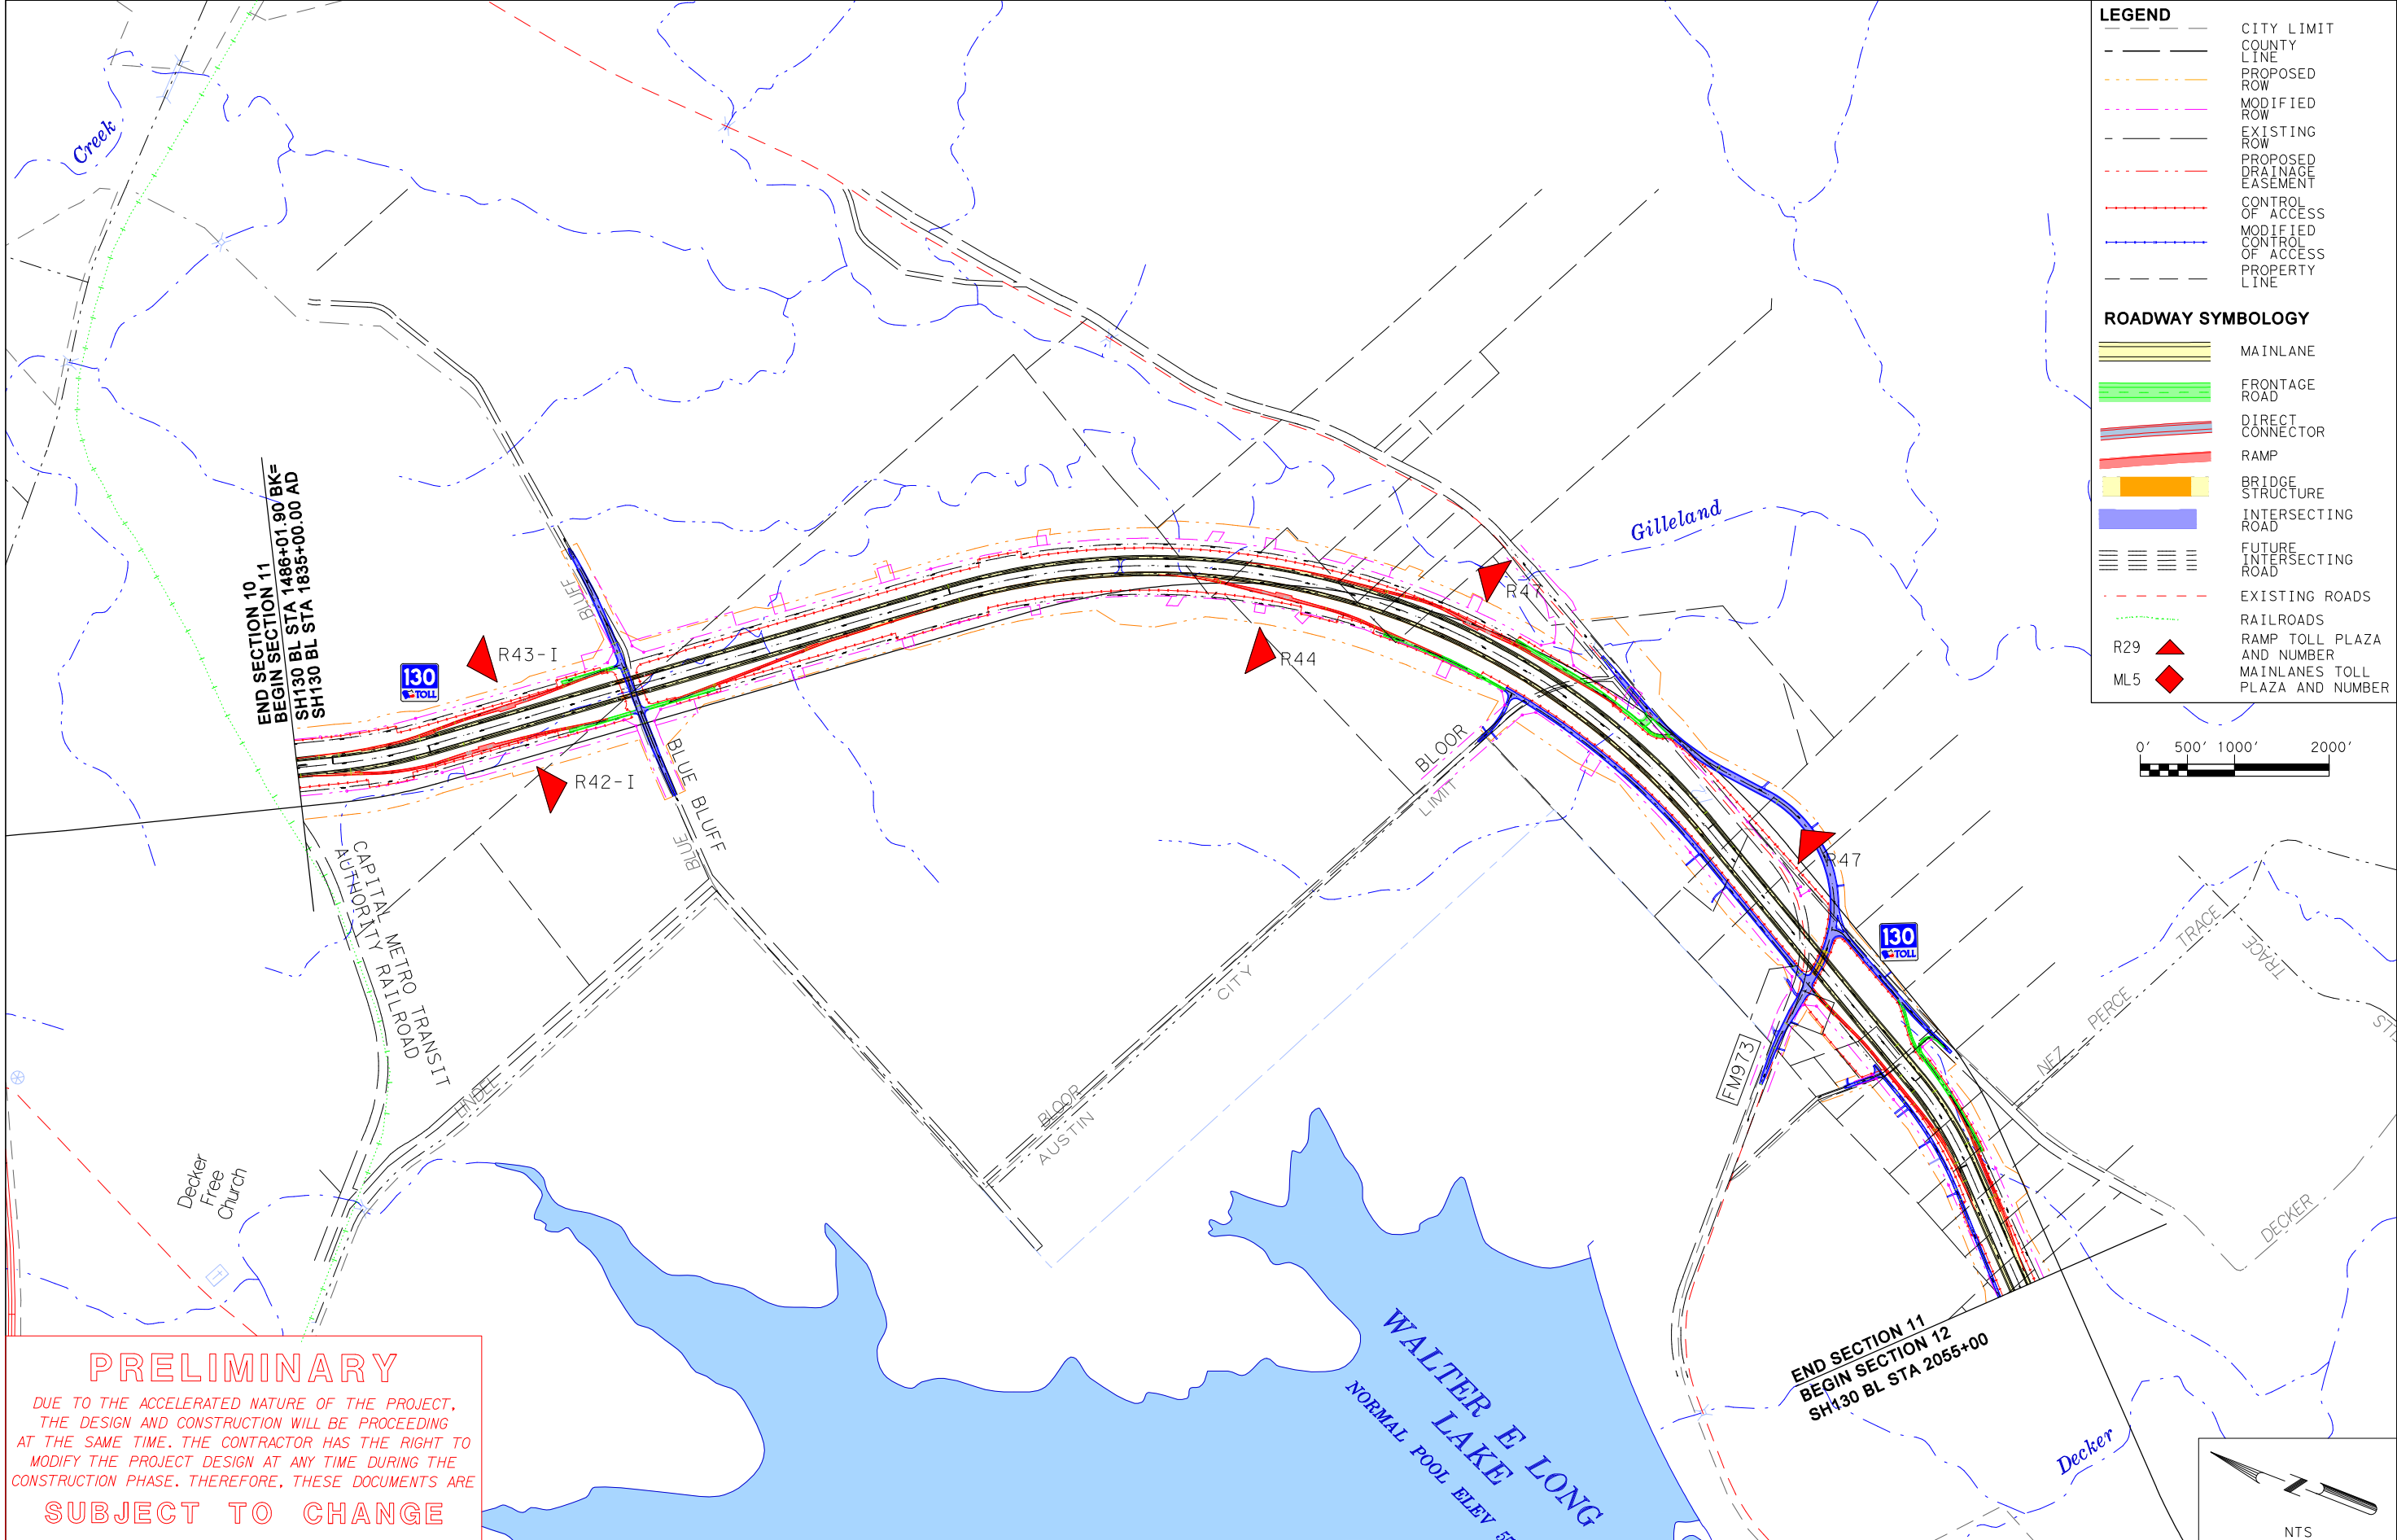 LEGEND
CITY LIMIT
COUNTY
LINE
PROPOSED
ROW
MODIFIED
ROW
EXISTING
ROW
PROPOSED
DRAINAGE
EASEMENT
CONTROL
OF ACCESS
MODIFIED
CONTROL
OF ACCESS
PROPERTY
LINE
ROADWAY SYMBOLOGY
MAINLANE
FRONTAGE
ROAD
DIRECT
CONNECTOR
RAMP
BRIDGE
STRUCTURE
INTERSECTING
ROAD
FUTURE
INTERSECTING
ROAD
EXISTING ROADS
RAILROADS
R29
RAMP TOLL PLAZA
AND NUMBER
ML5
MAINLANES TOLL
PLAZA AND NUMBER
0' 500' 1000' 2000'
Creek
Gilleland
END SECTION 10
BEGIN SECTION 11
SH130 BL STA 1486+01.90 BK=
SH130 BL STA 1835+00.00 AD
BLUFF
R43-I
130
TOLL
R42-I
BLUE BLUFF
BLUE
R44
R47
BLOOR
LIMIT
R47
130
TOLL
CAPITAL METRO TRANSIT
AUTHORITY RAILROAD
LINDEL
CITY
BLOOR
AUSTIN
FM973
TRACE
TRACE
PERCE
NEZ
DECKER
Decker
Free
Church
WALTER E LONG
LAKE
NORMAL POOL ELEV
END SECTION 11
BEGIN SECTION 12
SH130 BL STA 2055+00
Decker
NTS
PRELIMINARY
DUE TO THE ACCELERATED NATURE OF THE PROJECT,
THE DESIGN AND CONSTRUCTION WILL BE PROCEEDING
AT THE SAME TIME. THE CONTRACTOR HAS THE RIGHT TO
MODIFY THE PROJECT DESIGN AT ANY TIME DURING THE
CONSTRUCTION PHASE. THEREFORE, THESE DOCUMENTS ARE
SUBJECT TO CHANGE